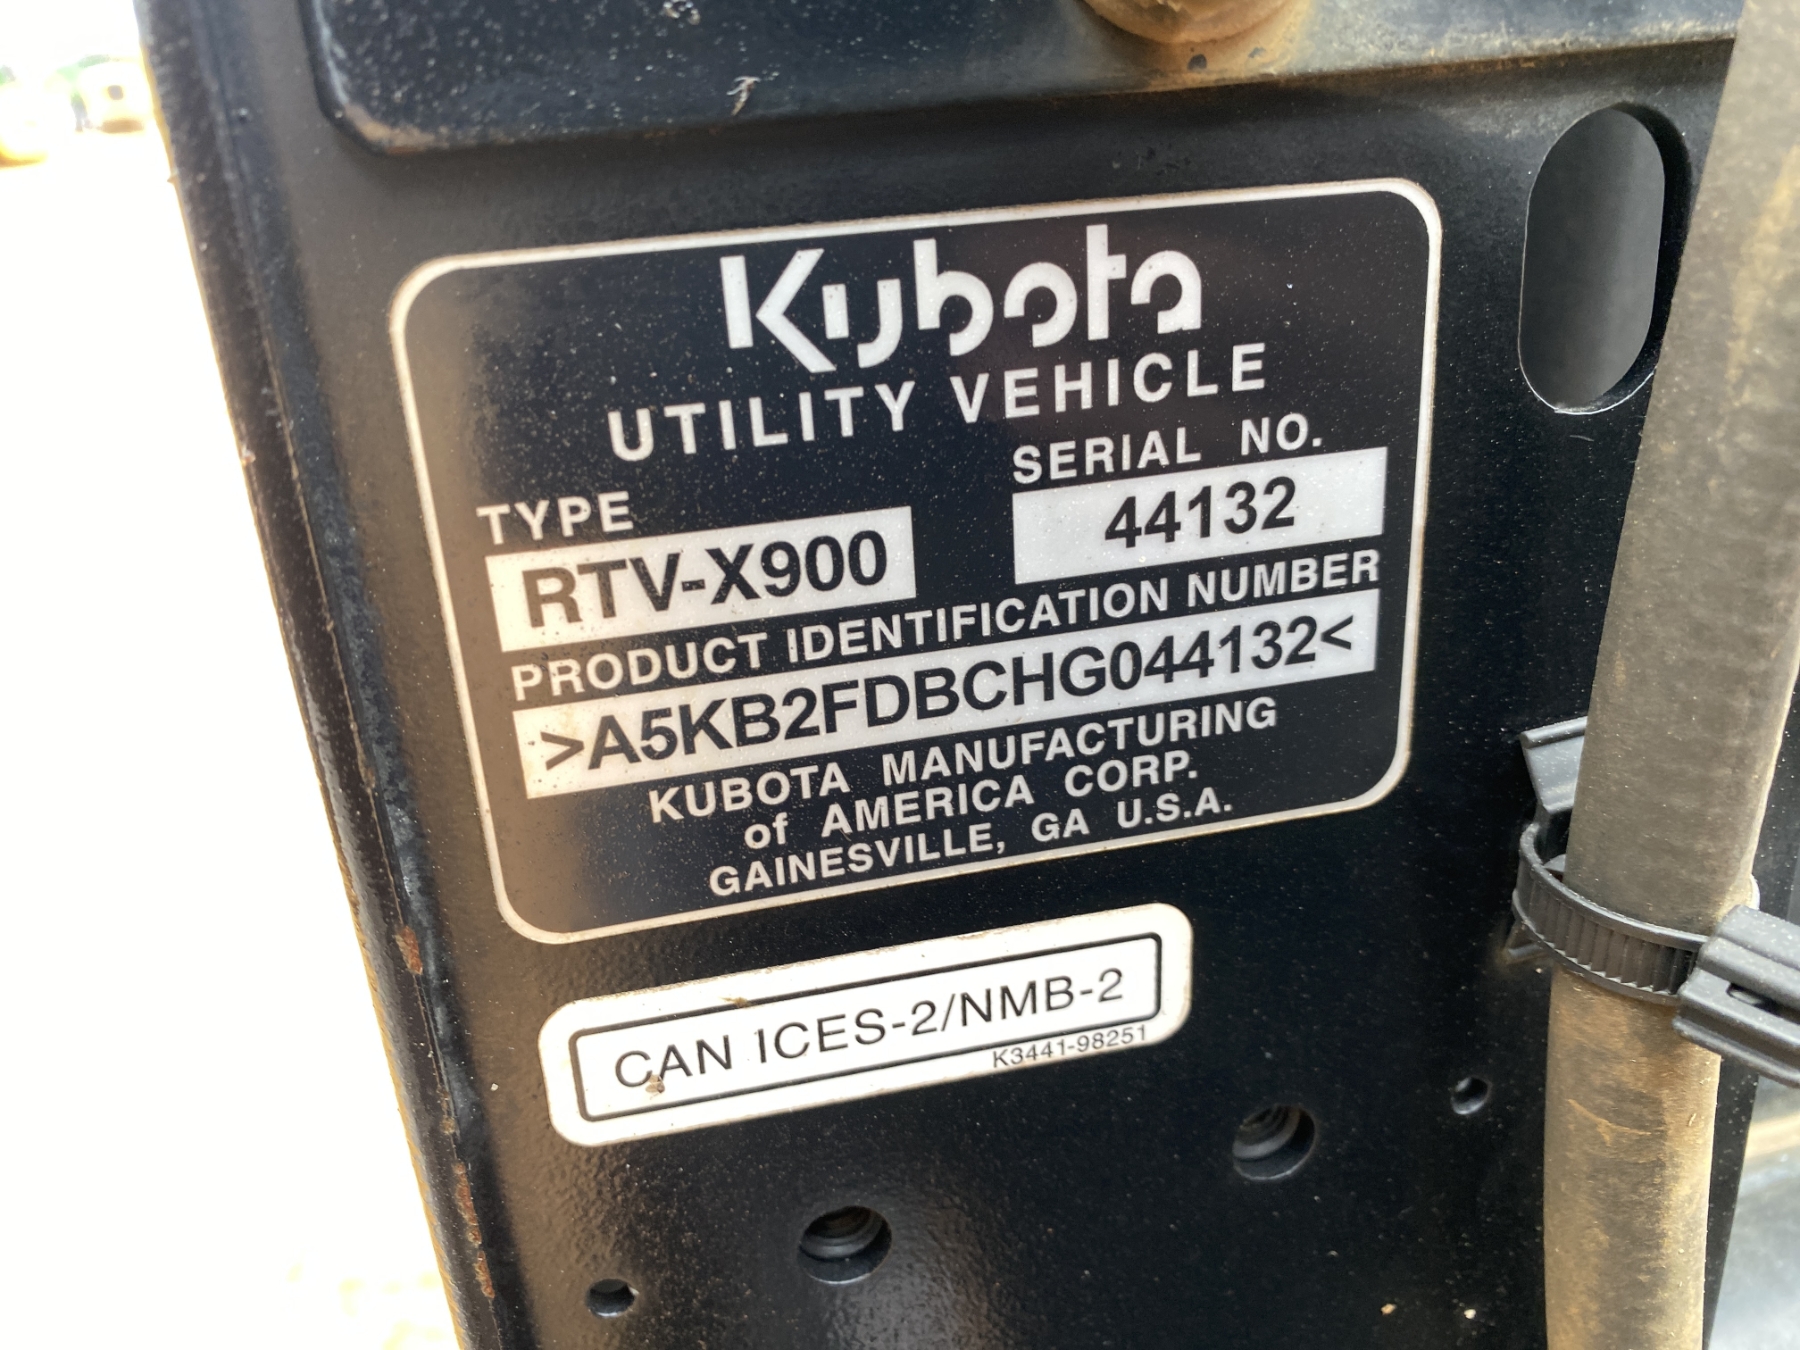 Kubota
UTILITY VEHICLE
TYPE
SERIAL NO.
RTV-X900
44132
PRODUCT IDENTIFICATION NUMBER
>A5KB2FDBCHG044132<
KUBOTA MANUFACTURING
of AMERICA CORP.
GAINESVILLE, GA U.S.A.
CAN ICES-2/NMB-2
K3441-98251